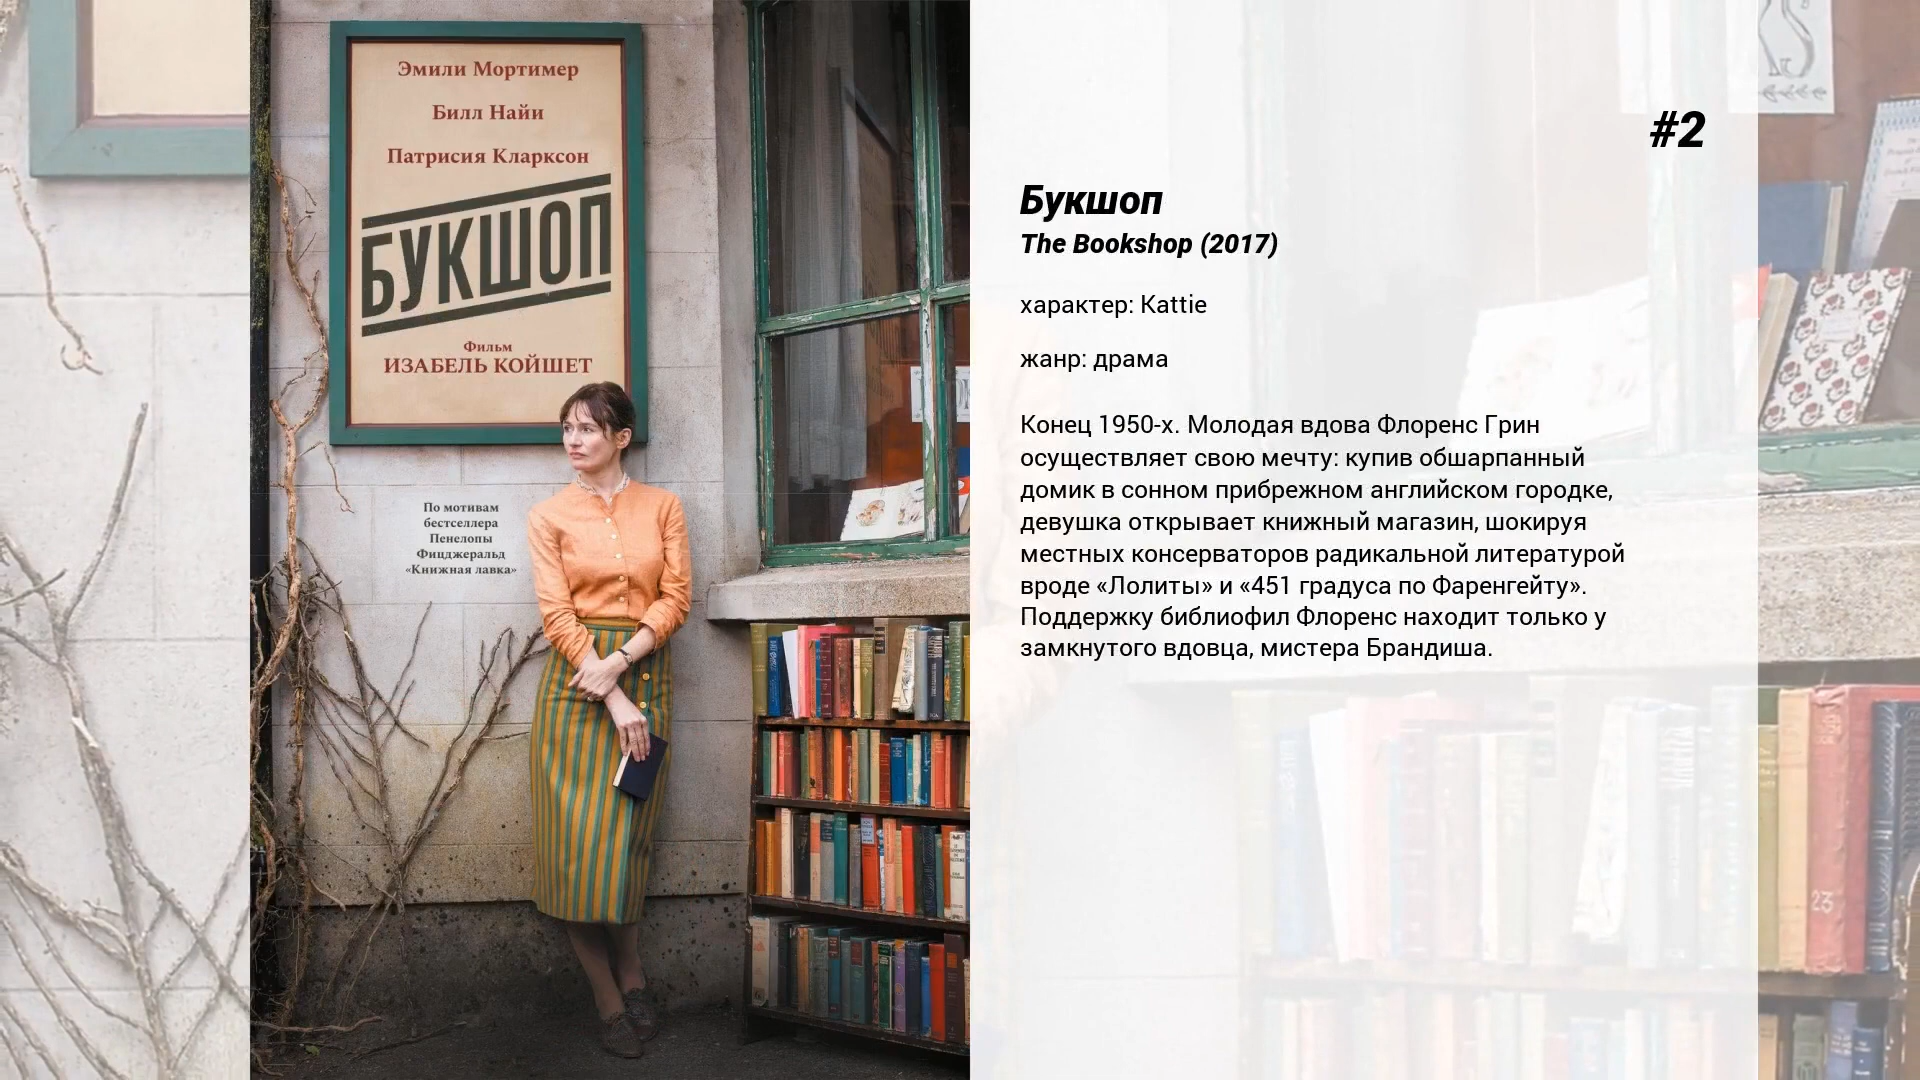 Эмили Мортимер
Билл Найи
Патрисия Кларксон
БУКШОП
Фильм
ИЗАБЕЛЬ КОЙШЕТ
По мотивам
бестселлера
Пенелопы
Фицджеральд
«Книжная лавка»
#2
Букшоп
The Bookshop (2017)
характер: Kattie
жанр: драма
Конец 1950-х. Молодая вдова Флоренс Грин
осуществляет свою мечту: купив обшарпанный
домик в сонном прибрежном английском городке,
девушка открывает книжный магазин, шокируя
местных консерваторов радикальной литературой
вроде «Лолиты» и «451 градуса по Фаренгейту».
Поддержку библиофил Флоренс находит только у
замкнутого вдовца, мистера Брандиша.
23